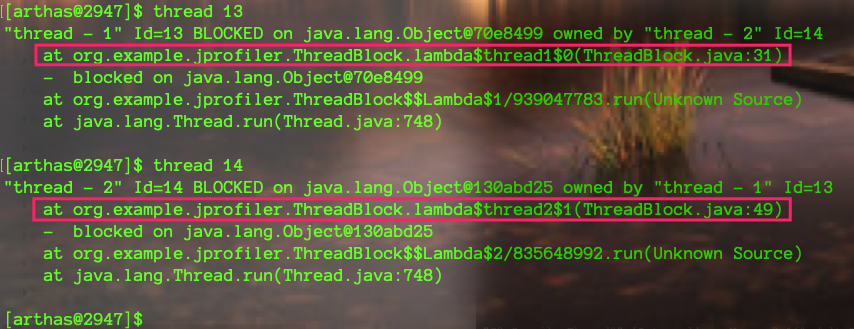 [arthas@2947]$ thread 13
"thread - 1" Id=13 BLOCKED on java.lang.Object@70e8499 owned by "thread - 2" Id=14
at org.example.jprofiler.ThreadBlock.lambda$thread1$0(ThreadBlock.java:31)
- blocked on java.lang.Object@70e8499
at org.example.jprofiler.ThreadBlock$$Lambda$1/939047783.run(Unknown Source)
at java.lang.Thread.run(Thread.java:748)
[arthas@2947]$ thread 14
"thread - 2" Id=14 BLOCKED on java.lang.Object@130abd25 owned by "thread - 1" Id=13
at org.example.jprofiler.ThreadBlock.lambda$thread2$1(ThreadBlock.java:49)
- blocked on java.lang.Object@130abd25
at org.example.jprofiler.ThreadBlock$$Lambda$2/835648992.run(Unknown Source)
at java.lang.Thread.run(Thread.java:748)
[arthas@2947]$